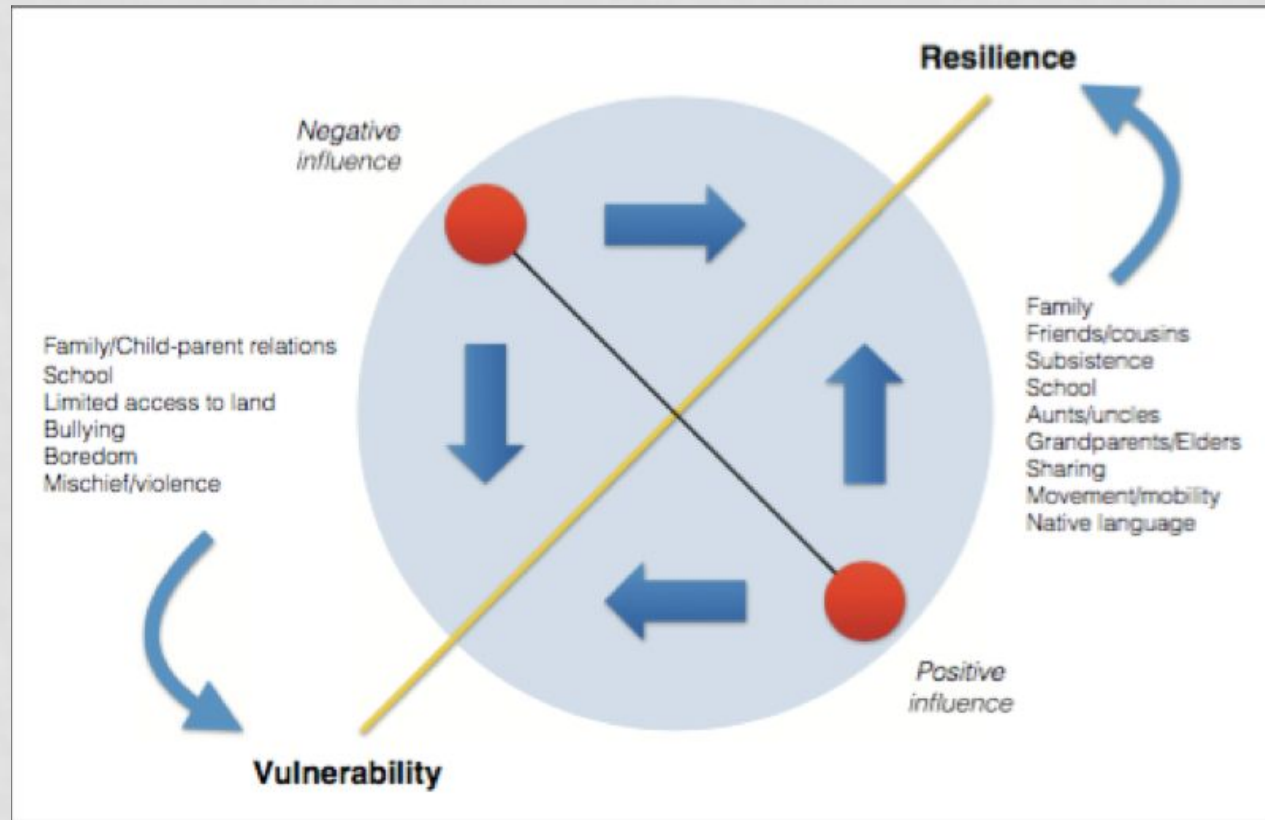 Resilience
Negative
influence
Family/Child-parent relations
School
Limited access to land
Bullying
Boredom
Mischief/violence
Family
Friends/cousins
Subsistence
School
Aunts/uncles
Grandparents/Elders
Sharing
Movement/mobility
Native language
Positive
influence
Vulnerability